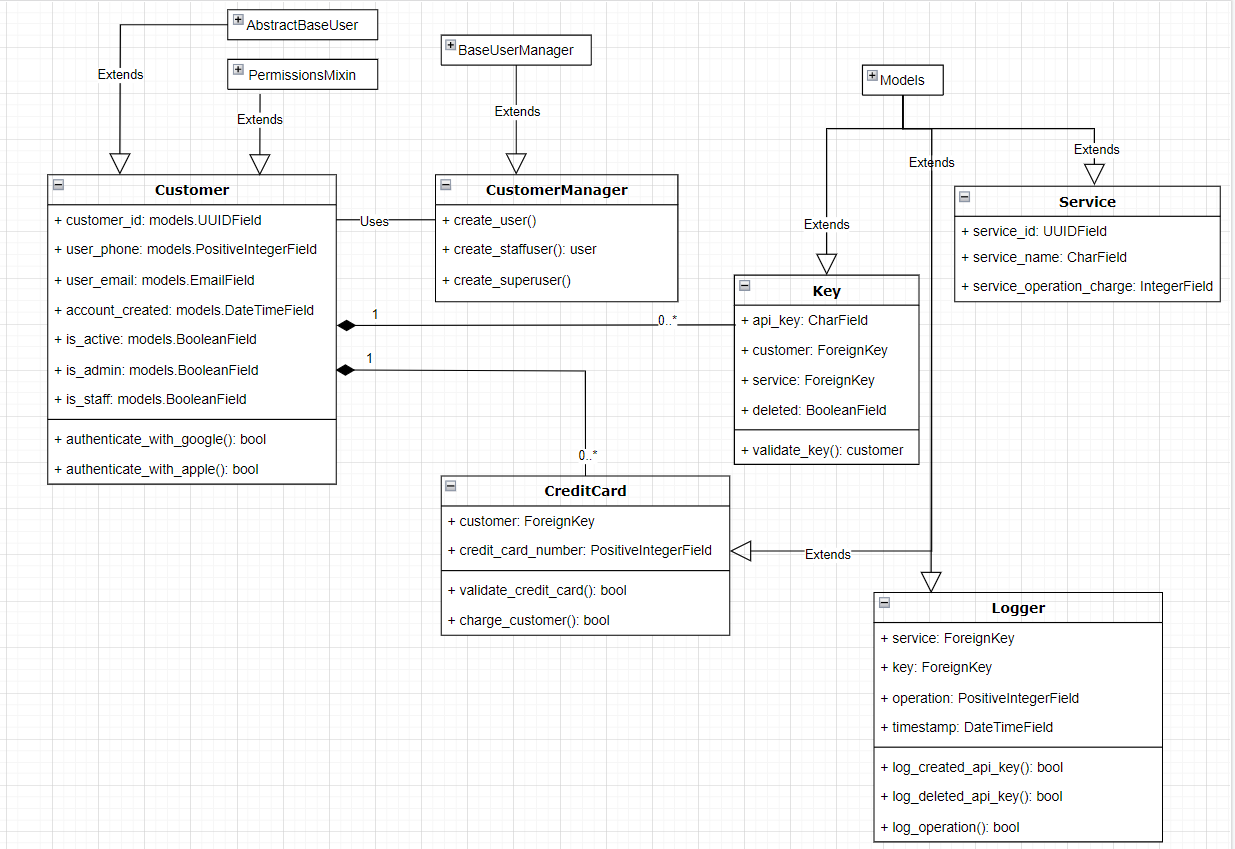 AbstractBaseUser
Extends
PermissionsMixin
Extends
BaseUserManager
Extends
Models
Extends
Extends
Extends
Customer
+ customer_id: models.UUIDField
+ user_phone: models.PositiveIntegerField
+ user_email: models.EmailField
+ account_created: models.DateTimeField
+ is_active: models.BooleanField
+ is_admin: models.BooleanField
+ is_staff: models.BooleanField
+ authenticate_with_google(): bool
+ authenticate_with_apple(): bool
Uses
CustomerManager
+ create_user()
+ create_staffuser(): user
+ create_superuser()
Service
+ service_id: UUIDField
+ service_name: CharField
+ service_operation_charge: IntegerField
1
0..*
Key
+ api_key: CharField
+ customer: ForeignKey
+ service: ForeignKey
+ deleted: BooleanField
+ validate_key(): customer
1
0..*
CreditCard
+ customer: ForeignKey
+ credit_card_number: PositiveIntegerField
+ validate_credit_card(): bool
+ charge_customer(): bool
Extends
Logger
+ service: ForeignKey
+ key: ForeignKey
+ operation: PositiveIntegerField
+ timestamp: DateTimeField
+ log_created_api_key(): bool
+ log_deleted_api_key(): bool
+ log_operation(): bool